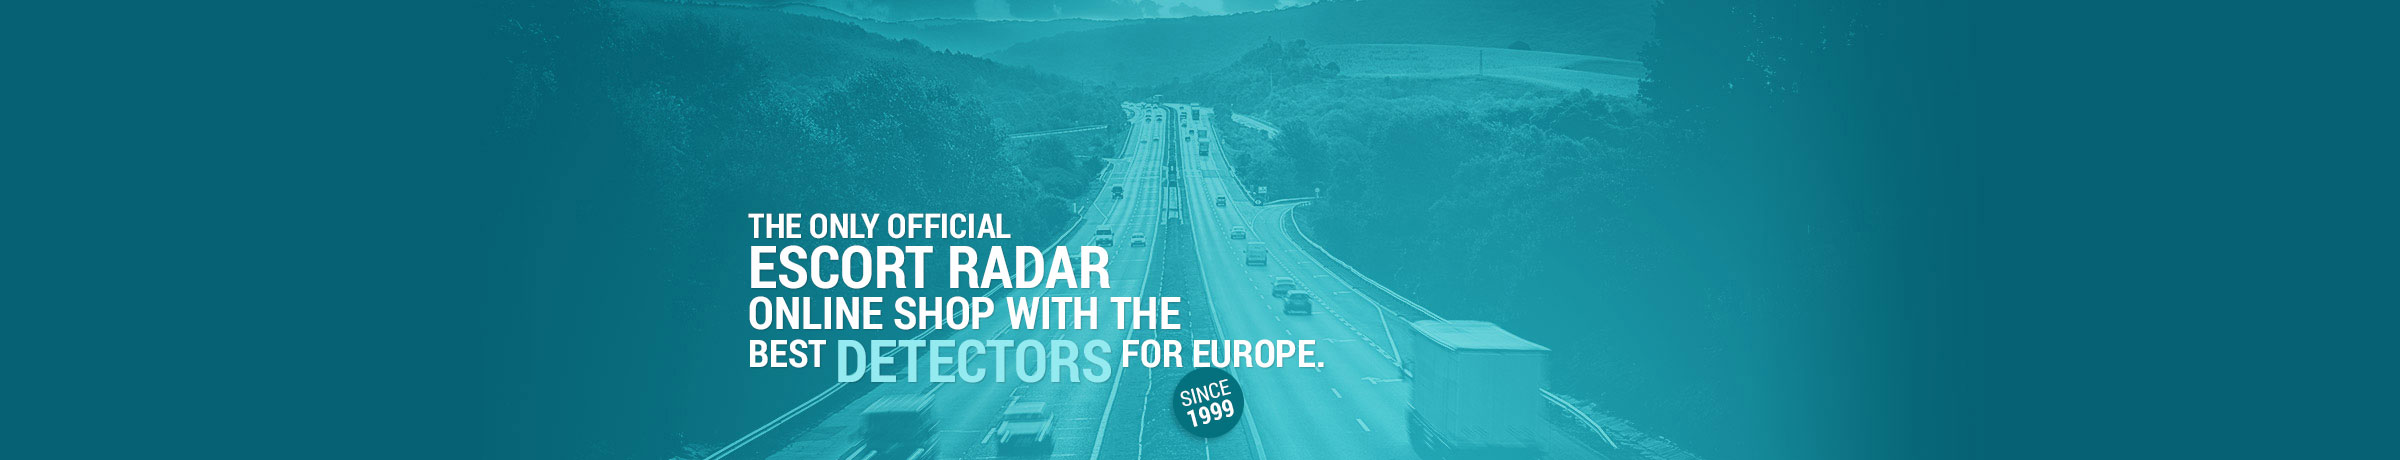 THE ONLY OFFICIAL
ESCORT RADAR
ONLINE SHOP WITH THE
BEST DETECTORS FOR EUROPE.
SINCE
1999